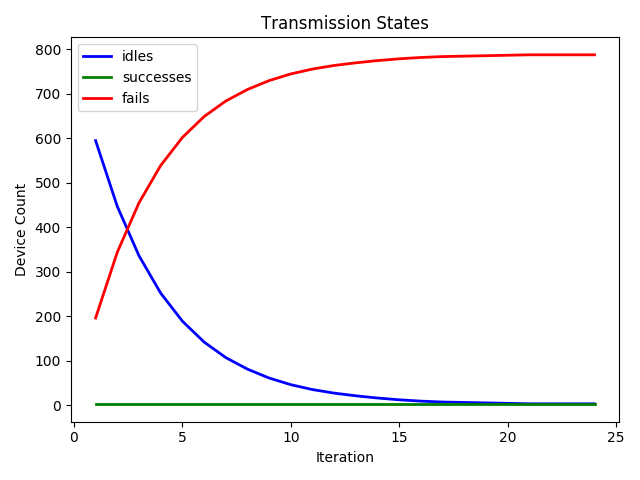 Transmission States
idles
successes
fails
Device Count
800
700
600
500
400
300
200
100
0
0 5 10 15 20 25
Iteration